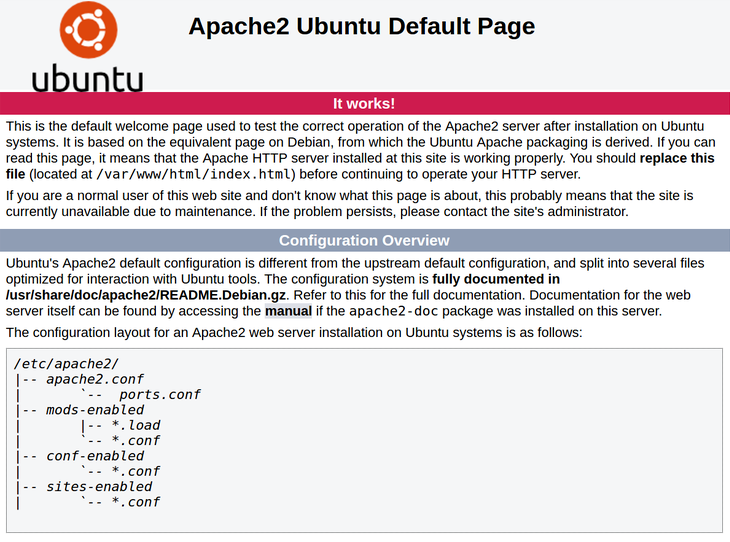 ubuntu
Apache2 Ubuntu Default Page
It works!
This is the default welcome page used to test the correct operation of the Apache2 server after installation on Ubuntu
systems. It is based on the equivalent page on Debian, from which the Ubuntu Apache packaging is derived. If you can
read this page, it means that the Apache HTTP server installed at this site is working properly. You should replace this
file (located at /var/www/html/index.html) before continuing to operate your HTTP server.
If you are a normal user of this web site and don't know what this page is about, this probably means that the site is
currently unavailable due to maintenance. If the problem persists, please contact the site's administrator.
Configuration Overview
Ubuntu's Apache2 default configuration is different from the upstream default configuration, and split into several files
optimized for interaction with Ubuntu tools. The configuration system is fully documented in
/usr/share/doc/apache2/README.Debian.gz. Refer to this for the full documentation. Documentation for the web
server itself can be found by accessing the manual if the apache2-doc package was installed on this server.
The configuration layout for an Apache2 web server installation on Ubuntu systems is as follows:
/etc/apache2/
|-- apache2.conf
|       `--  ports.conf
|-- mods-enabled
|       |-- *.load
|       `-- *.conf
|-- conf-enabled
|       `-- *.conf
|-- sites-enabled
|       `-- *.conf